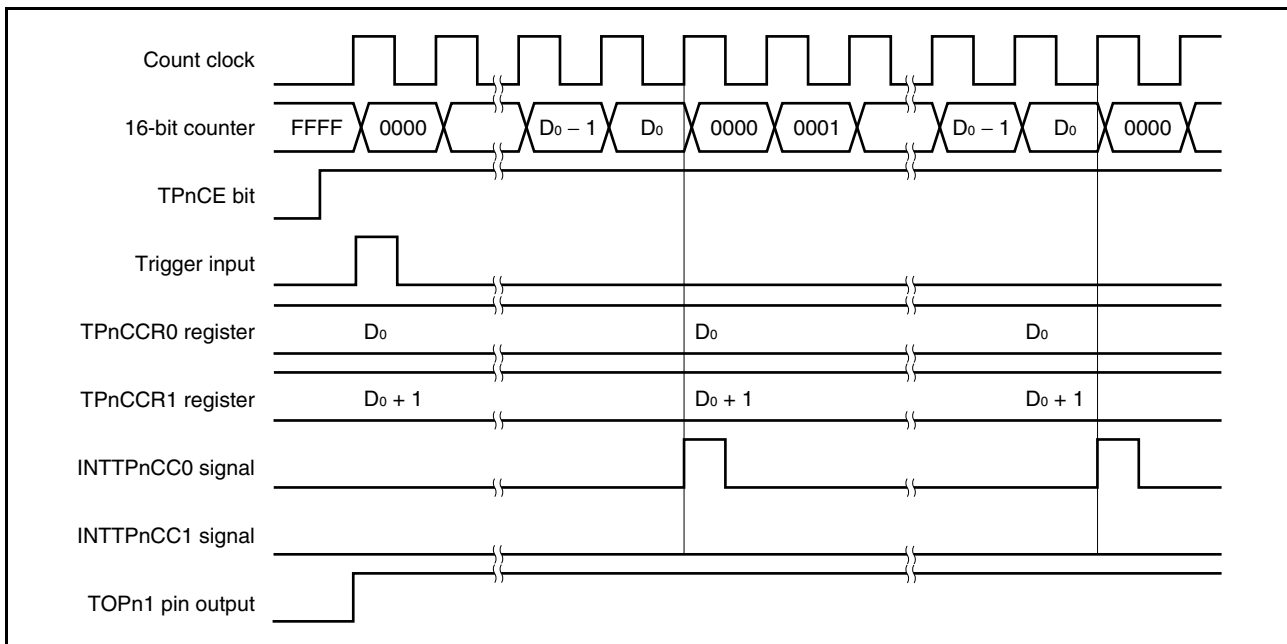 Count clock
16-bit counter FFFF 0000 D₀ − 1 D₀ 0000 0001 D₀ − 1 D₀ 0000
TPnCE bit
Trigger input
TPnCCR0 register D₀ D₀ D₀
TPnCCR1 register D₀ + 1 D₀ + 1 D₀ + 1
INTTPnCC0 signal
INTTPnCC1 signal
TOPn1 pin output